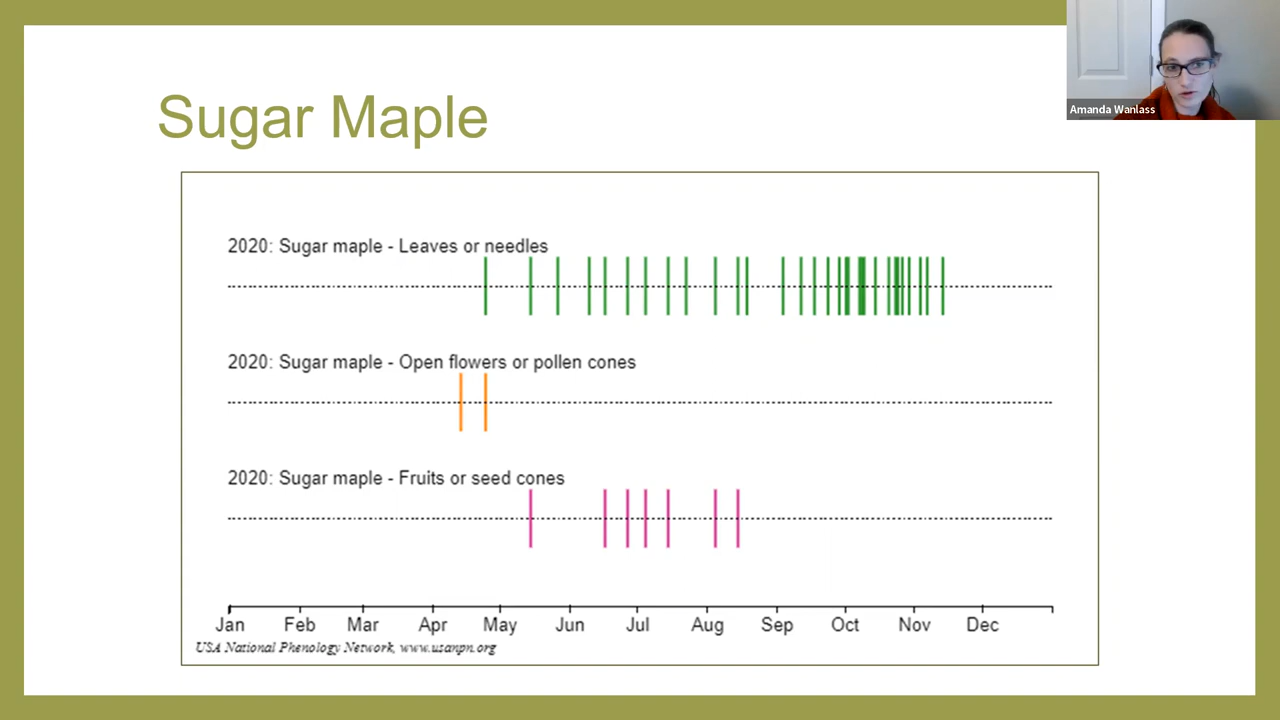 Amanda Wanlass
Sugar Maple
2020: Sugar maple - Leaves or needles
2020: Sugar maple - Open flowers or pollen cones
2020: Sugar maple - Fruits or seed cones
Jan Feb Mar Apr May Jun Jul Aug Sep Oct Nov Dec
USA National Phenology Network, www.usanpn.org